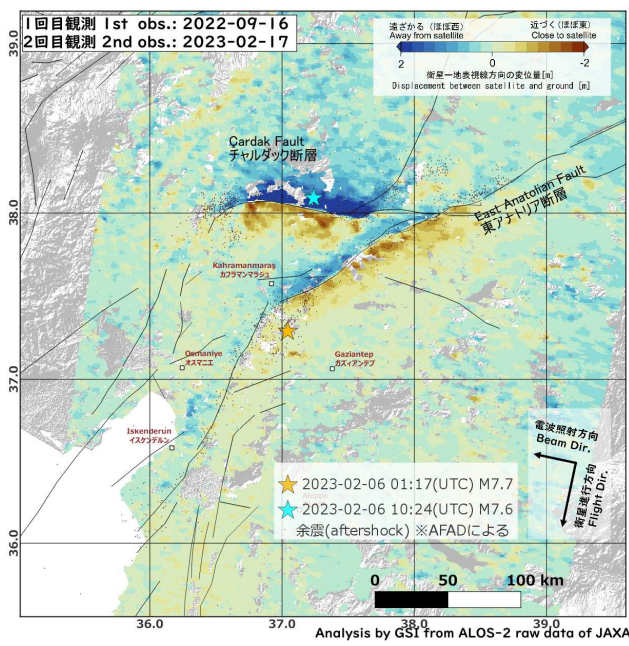 1回目観測 1st obs.: 2022-09-16
2回目観測 2nd obs.: 2023-02-17
遠ざかる(ほぼ西) 近づく(ほぼ東)
Away from satellite Close to satellite
2 0 -2
衛星−地表視線方向の変位量[m]
Displacement between satellite and ground [m]
39.0
Çardak Fault
チャルダック断層
38.0
East Anatolian Fault
東アナトリア断層
Kahramanmaraş
カフラマンマラシュ
Osmaniye
オスマニエ
Gaziantep
ガズィアンテプ
37.0
Iskenderun
イスケンデルン
電波照射方向
Beam Dir.
衛星進行方向
Flight Dir.
2023-02-06 01:17(UTC) M7.7
Aleppo
2023-02-06 10:24(UTC) M7.6
余震(aftershock) ※AFADによる
36.0
0 50 100 km
36.0 37.0 38.0 39.0
Analysis by GSI from ALOS-2 raw data of JAXA